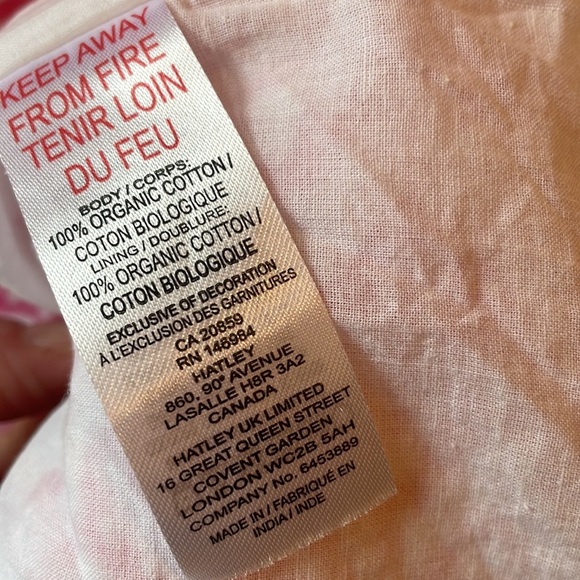 KEEP AWAY
FROM FIRE
TENIR LOIN
DU FEU
BODY / CORPS:
100% ORGANIC COTTON /
COTON BIOLOGIQUE
LINING / DOUBLURE:
100% ORGANIC COTTON /
COTON BIOLOGIQUE
EXCLUSIVE OF DECORATION
À L'EXCLUSION DES GARNITURES
CA 20859
RN 146984
HATLEY
860, 90e AVENUE
LASALLE H8R 3A2
CANADA
HATLEY UK LIMITED
16 GREAT QUEEN STREET
COVENT GARDEN
LONDON WC2B 5AH
COMPANY No. 6453889
MADE IN / FABRIQUÉ EN
INDIA / INDE